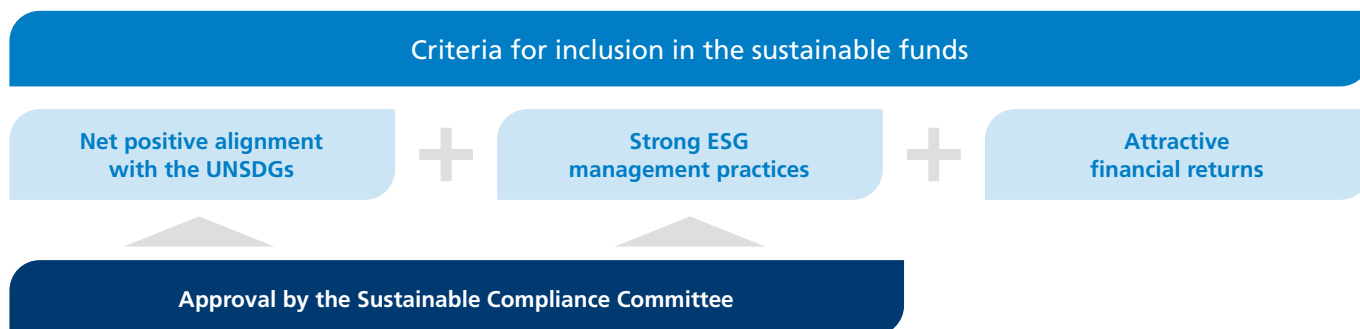 Criteria for inclusion in the sustainable funds
Net positive alignment
with the UNSDGs
+
Strong ESG
management practices
+
Attractive
financial returns
Approval by the Sustainable Compliance Committee